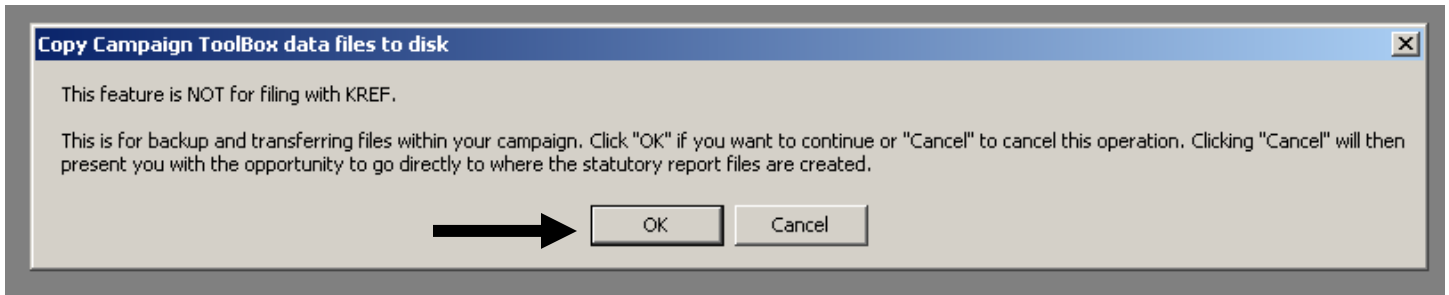 Copy Campaign ToolBox data files to disk
This feature is NOT for filing with KREF.
This is for backup and transferring files within your campaign. Click "OK" if you want to continue or "Cancel" to cancel this operation. Clicking "Cancel" will then
present you with the opportunity to go directly to where the statutory report files are created.
OK Cancel